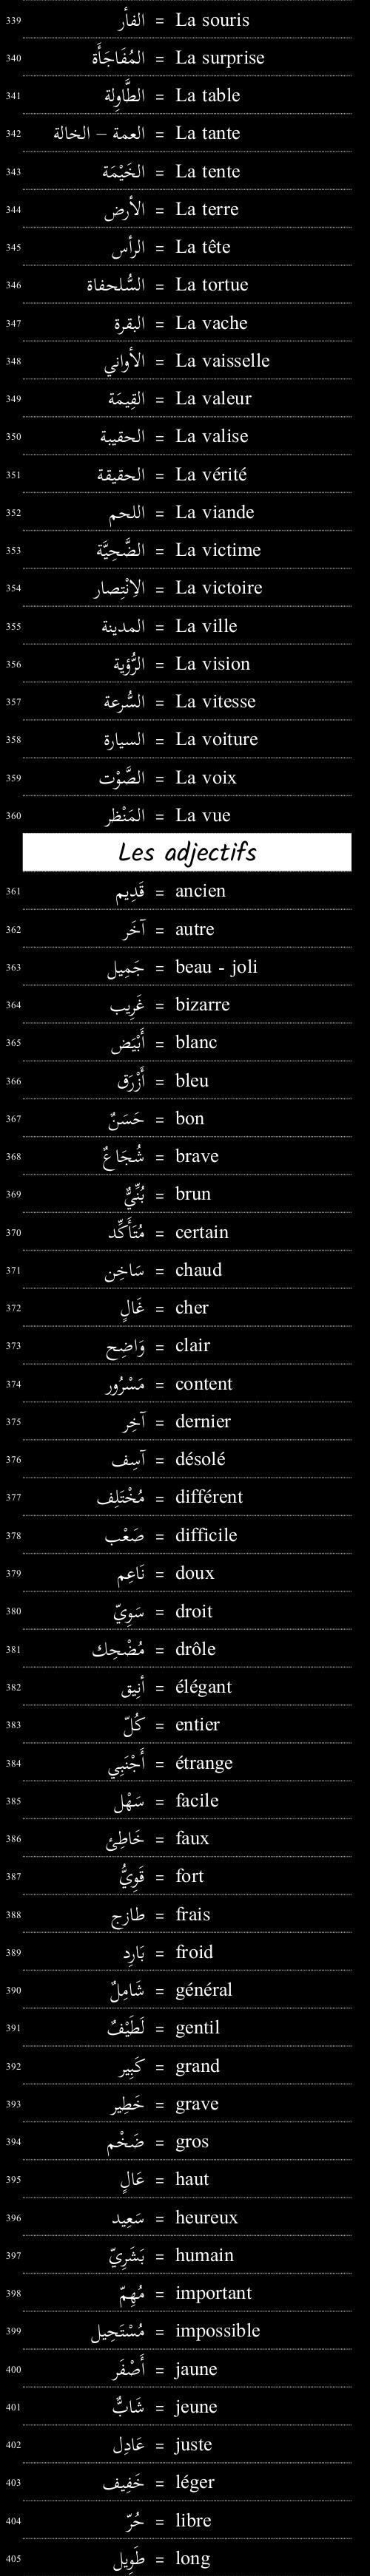 339 الفأر = La souris
340 المُفَاجَأَة = La surprise
341 الطَّاوِلة = La table
342 العمة – الخالة = La tante
343 الخَيْمَة = La tente
344 الأرض = La terre
345 الرأس = La tête
346 السُّلحفاة = La tortue
347 البقرة = La vache
348 الأواني = La vaisselle
349 القِيمَة = La valeur
350 الحقيبة = La valise
351 الحقيقة = La vérité
352 اللحم = La viande
353 الضَّحِيَّة = La victime
354 الاِنْتِصار = La victoire
355 المدينة = La ville
356 الرُّؤية = La vision
357 السُّرعة = La vitesse
358 السيارة = La voiture
359 الصَّوْت = La voix
360 المَنْظر = La vue
Les adjectifs
361 قَدِيم = ancien
362 آخَر = autre
363 جَمِيل = beau - joli
364 غَرِيب = bizarre
365 أَبْيَض = blanc
366 أَزْرَق = bleu
367 حَسَنٌ = bon
368 شُجَاعٌ = brave
369 بُنِّيٌّ = brun
370 مُتَأَكِّد = certain
371 سَاخِن = chaud
372 غَالٍ = cher
373 وَاضِح = clair
374 مَسْرُور = content
375 آخِر = dernier
376 آسِف = désolé
377 مُخْتَلِف = différent
378 صَعْب = difficile
379 نَاعِم = doux
380 سَوِيّ = droit
381 مُضْحِك = drôle
382 أنِيق = élégant
383 كُلّ = entier
384 أَجْنَبِي = étrange
385 سَهْل = facile
386 خَاطِئ = faux
387 قَوِيُّ = fort
388 طازج = frais
389 بَارِد = froid
390 شَامِلٌ = général
391 لَطَيْفٌ = gentil
392 كَبِير = grand
393 خَطِير = grave
394 ضَخْم = gros
395 عَالٍ = haut
396 سَعِيد = heureux
397 بَشَرِيّ = humain
398 مُهِمّ = important
399 مُسْتَحِيل = impossible
400 أَصْفَر = jaune
401 شَابٌّ = jeune
402 عَادِل = juste
403 خَفِيف = léger
404 حُرّ = libre
405 طَوِيل = long